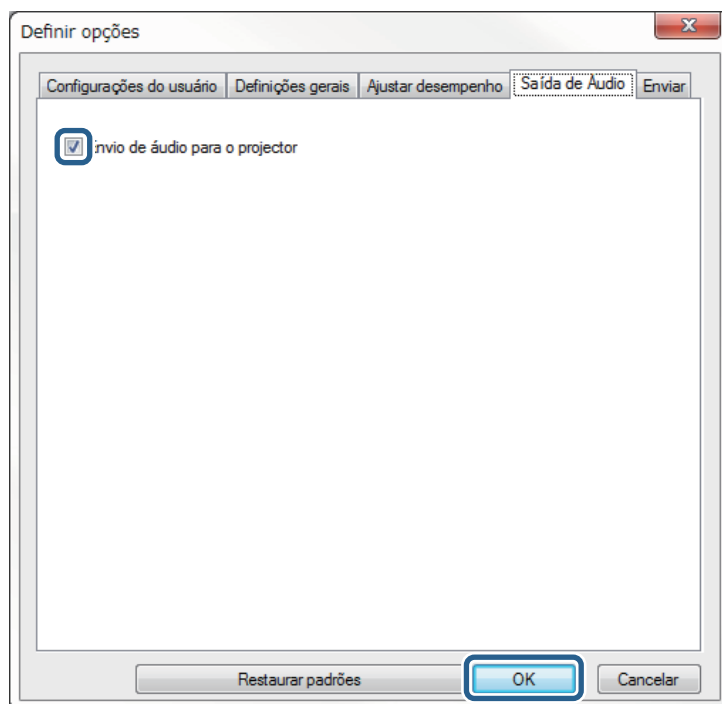 Definir opções
Configurações do usuário Definições gerais Ajustar desempenho Saída de Áudio Enviar
Envio de áudio para o projector
Restaurar padrões OK Cancelar